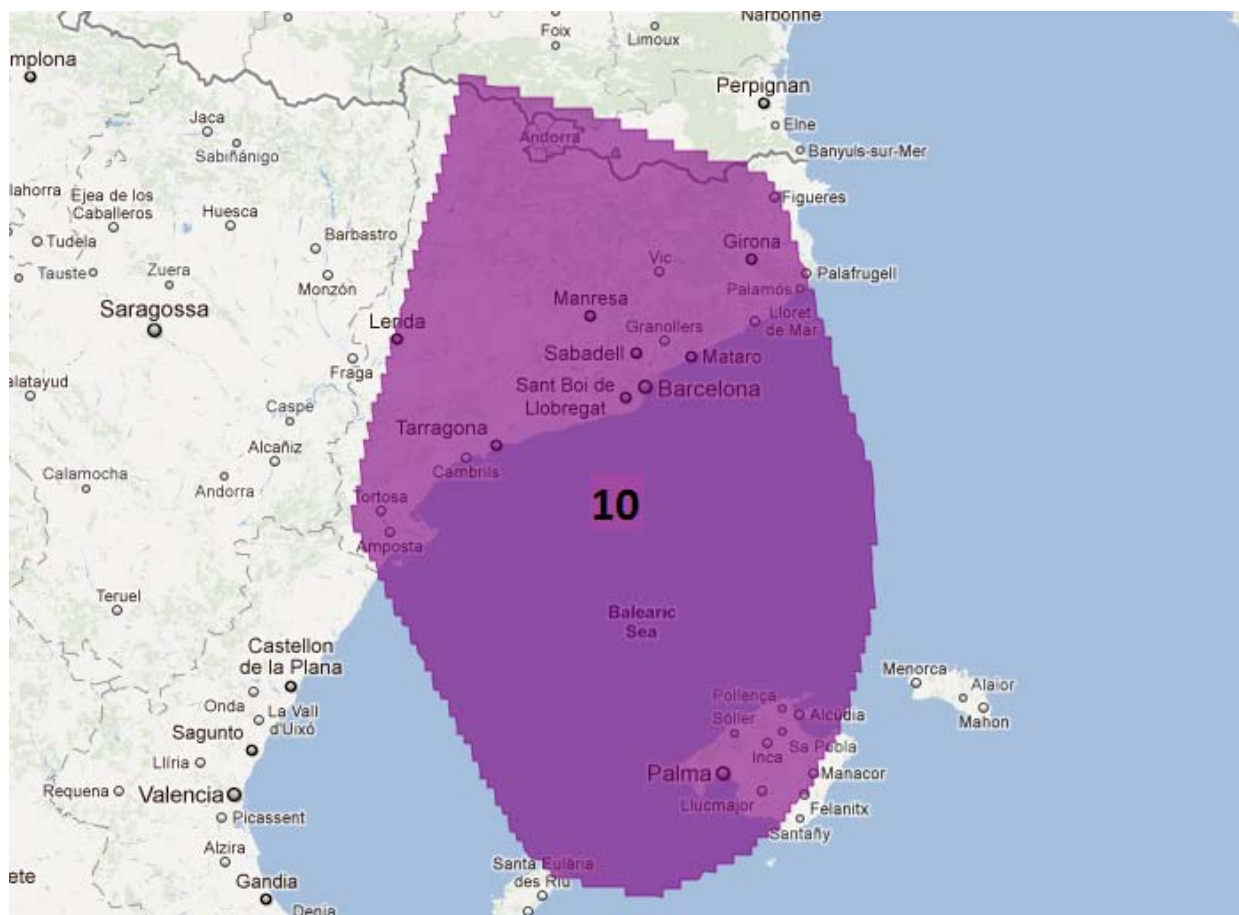 Narbonne
Foix
Limoux
mplona
Perpignan
Jaca
Elne
Andorra
Sabiñánigo
Banyuls-sur-Mer
lahorra
Ejea de los
Caballeros
Huesca
Figueres
Tudela
Barbastro
Girona
Tauste
Zuera
Vic
Palafrugell
Monzón
Palamós
Saragossa
Manresa
Lleida
Granollers
Lloret
de Mar
Sabadell
Mataro
Fraga
alatayud
Sant Boi de
Llobregat
Barcelona
Caspe
Tarragona
Alcañiz
Cambrils
Calamocha
Andorra
Tortosa
10
Amposta
Teruel
Balearic
Sea
Castellon
de la Plana
Menorca
Alaior
Mahon
Onda
La Vall
d'Uixó
Pollença
Alcúdia
Sóller
Sagunto
Sa Pobla
Inca
Llíria
Palma
Manacor
Requena
Valencia
Llucmajor
Felanitx
Picassent
Santañy
Alzira
Santa Eulària
des Riu
ete
Gandia
Denia